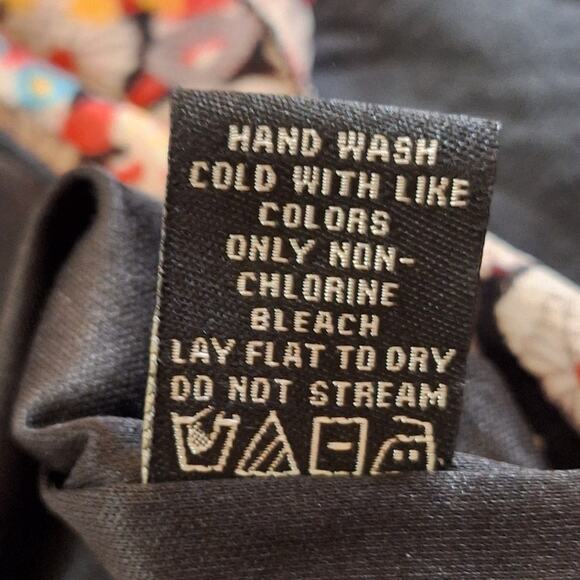 HAND WASH
COLD WITH LIKE
COLORS
ONLY NON-
CHLORINE
BLEACH
LAY FLAT TO DRY
DO NOT STREAM